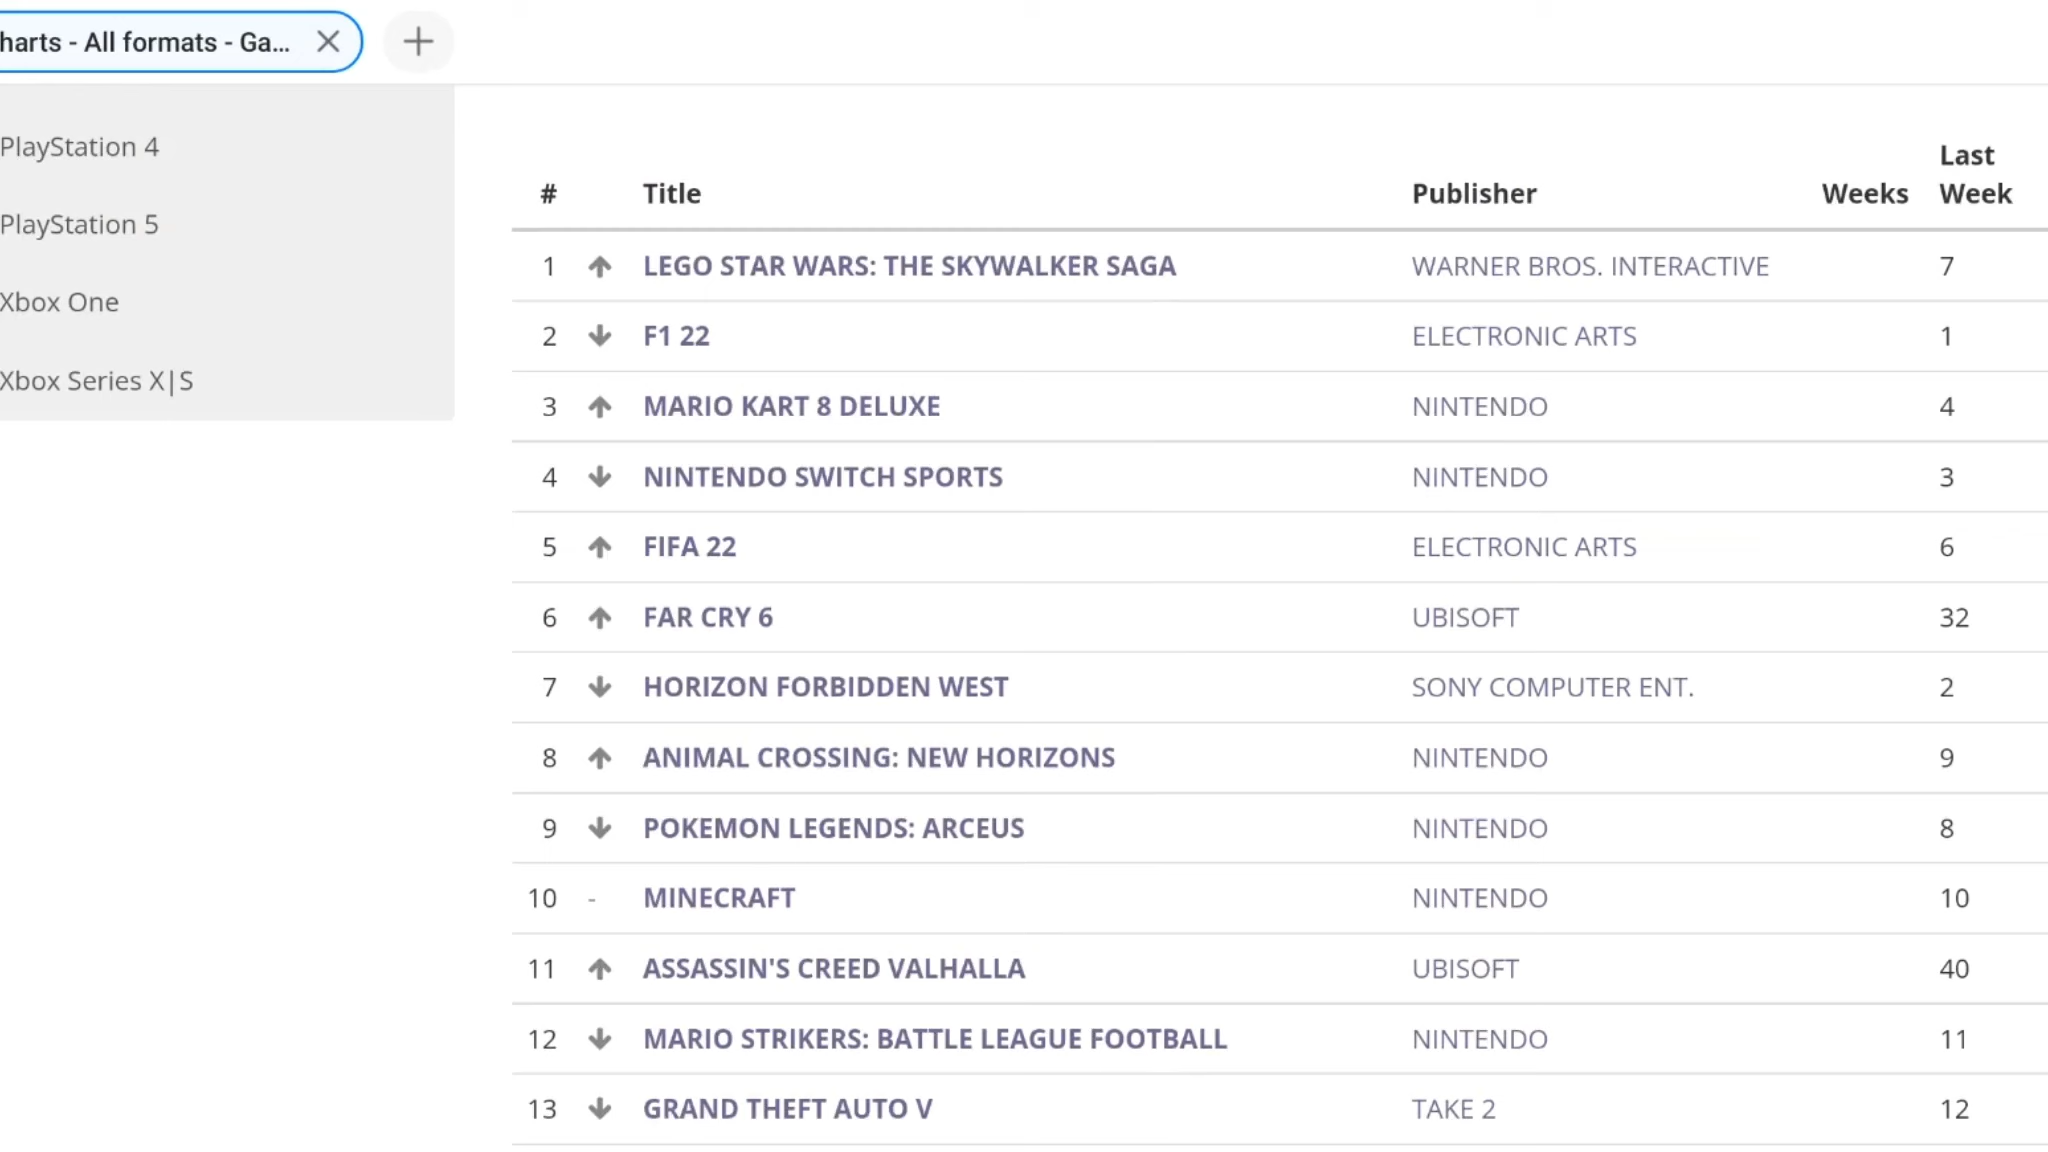 harts - All formats - Ga...
PlayStation 4
PlayStation 5
Xbox One
Xbox Series X|S
# Title Publisher Weeks Last Week
1 LEGO STAR WARS: THE SKYWALKER SAGA WARNER BROS. INTERACTIVE 7
2 F1 22 ELECTRONIC ARTS 1
3 MARIO KART 8 DELUXE NINTENDO 4
4 NINTENDO SWITCH SPORTS NINTENDO 3
5 FIFA 22 ELECTRONIC ARTS 6
6 FAR CRY 6 UBISOFT 32
7 HORIZON FORBIDDEN WEST SONY COMPUTER ENT. 2
8 ANIMAL CROSSING: NEW HORIZONS NINTENDO 9
9 POKEMON LEGENDS: ARCEUS NINTENDO 8
10 - MINECRAFT NINTENDO 10
11 ASSASSIN'S CREED VALHALLA UBISOFT 40
12 MARIO STRIKERS: BATTLE LEAGUE FOOTBALL NINTENDO 11
13 GRAND THEFT AUTO V TAKE 2 12